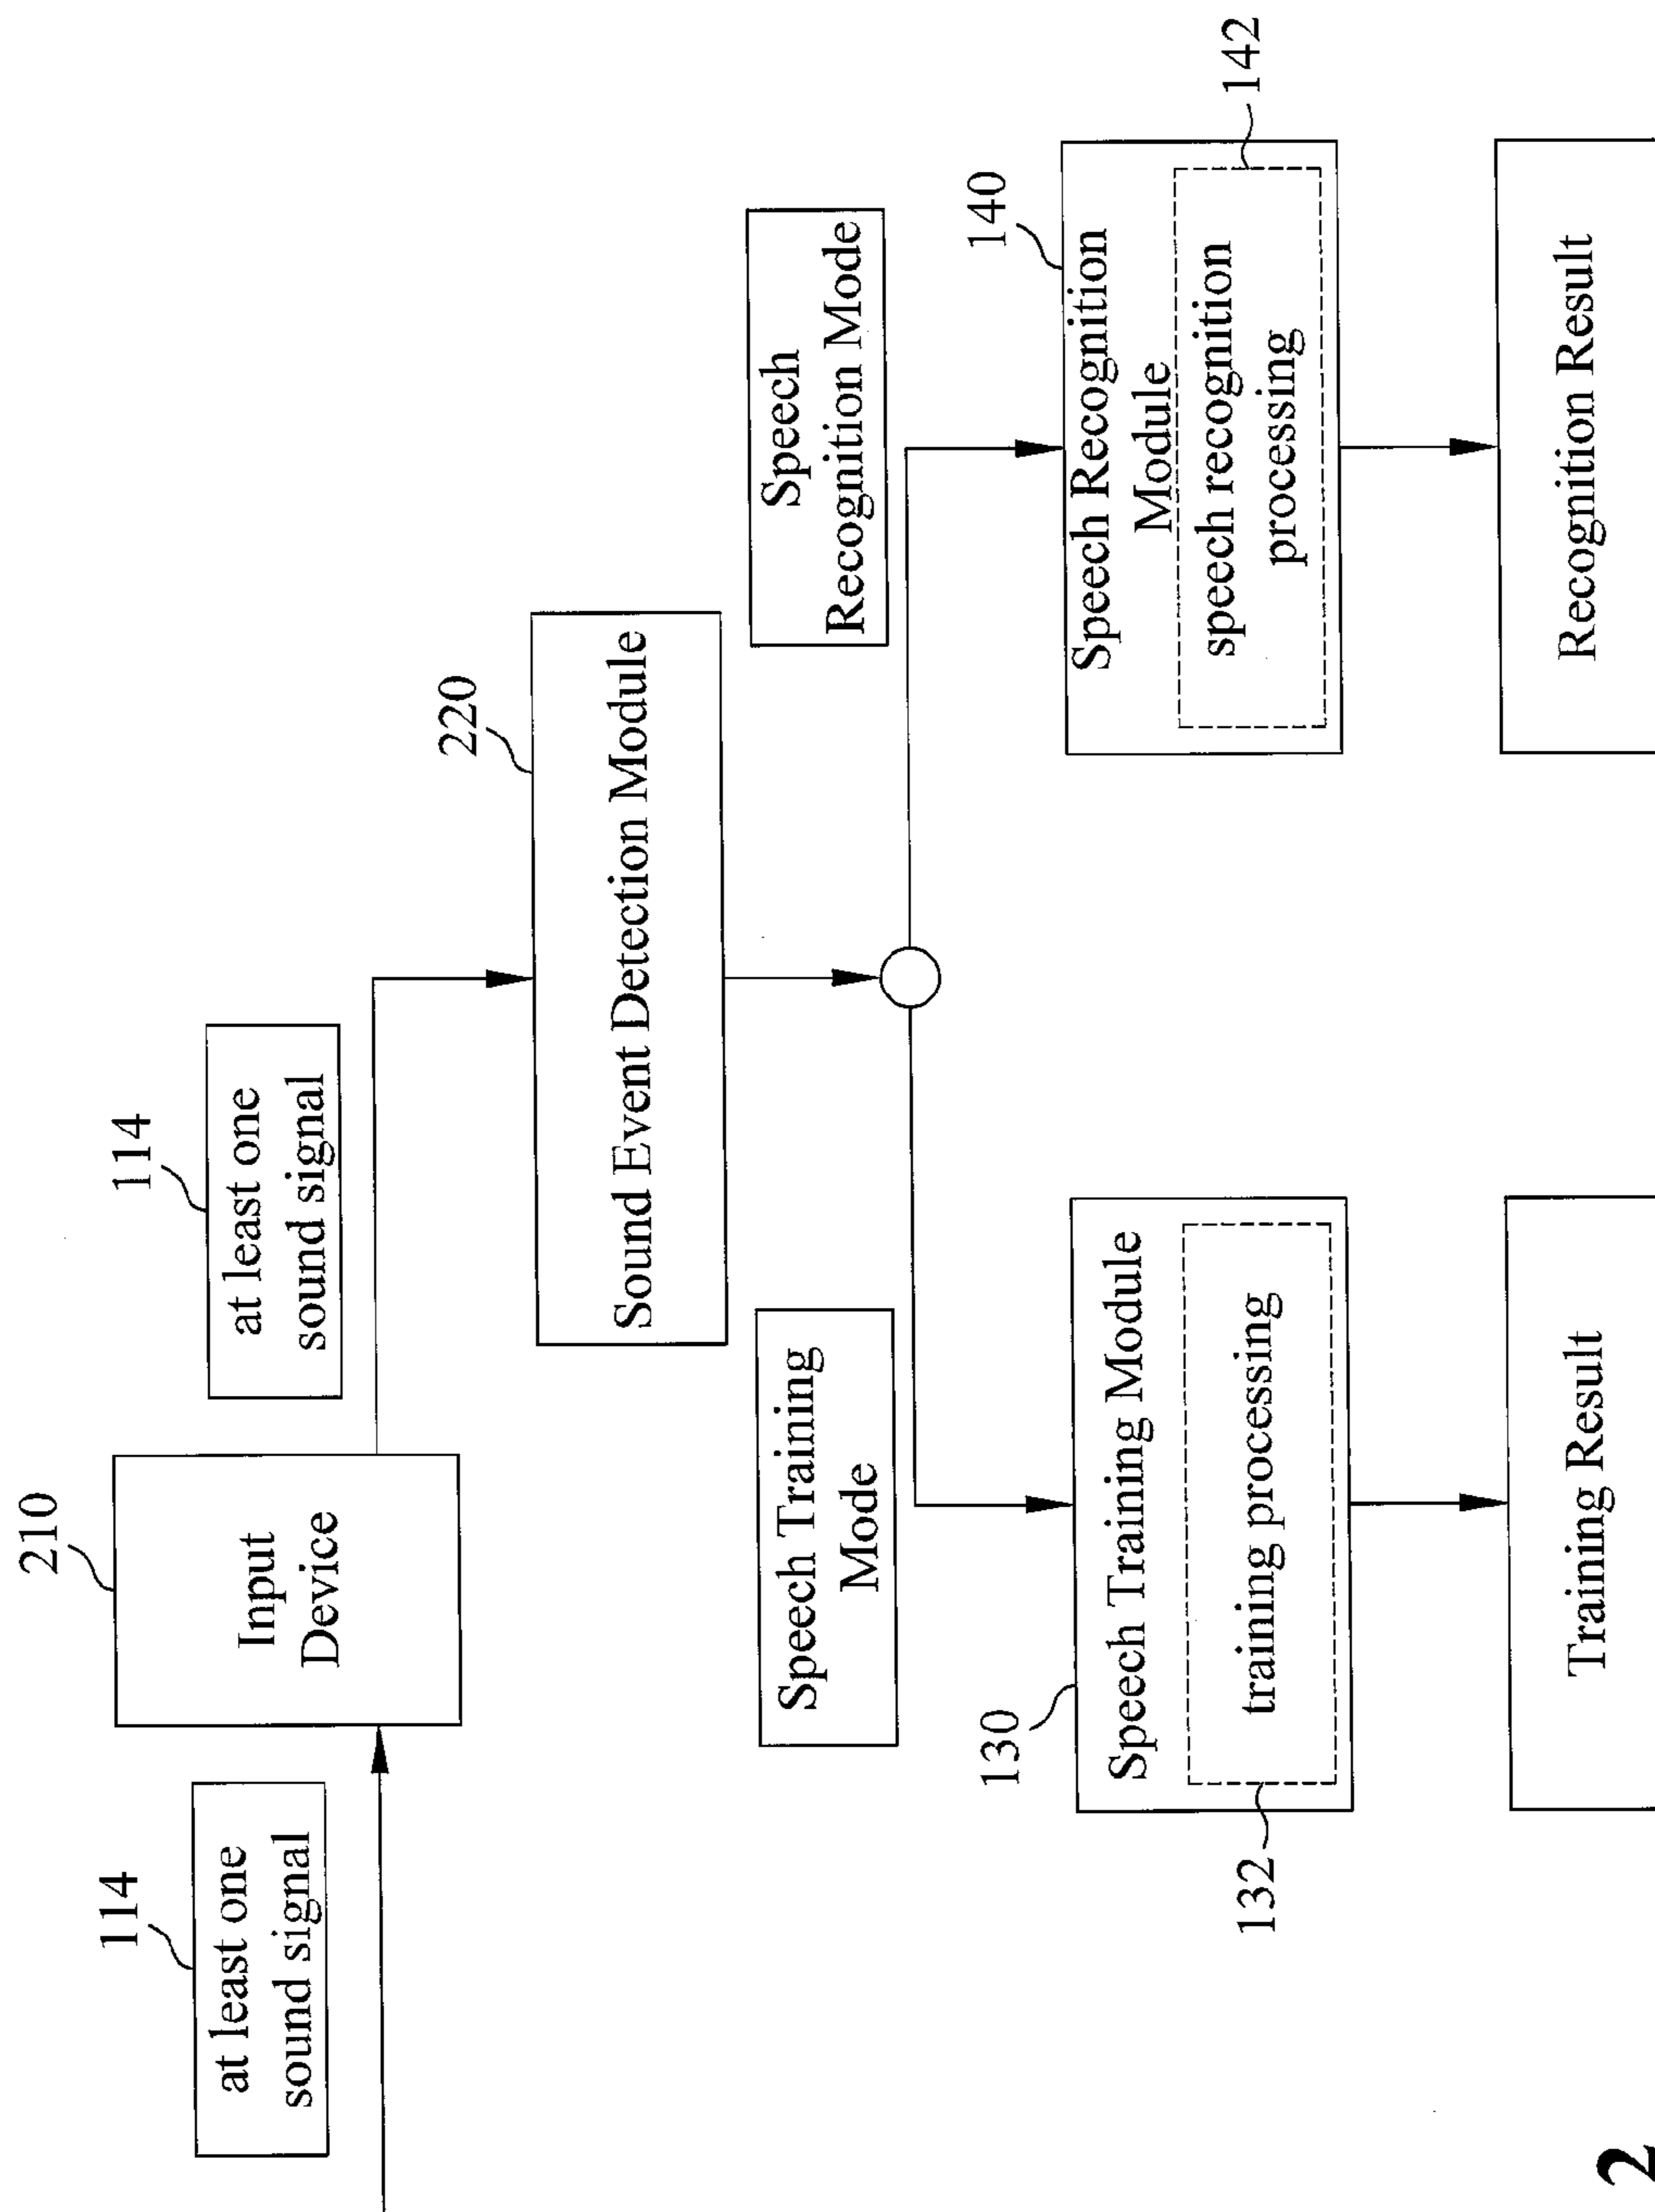 114
at least one
sound signal
210
Input
Device
114
at least one
sound signal
220
Sound Event Detection Module
Speech Training
Mode
Speech
Recognition Mode
130
Speech Training Module
132
training processing
140
Speech Recognition
Module
142
speech recognition
processing
Training Result
Recognition Result
2